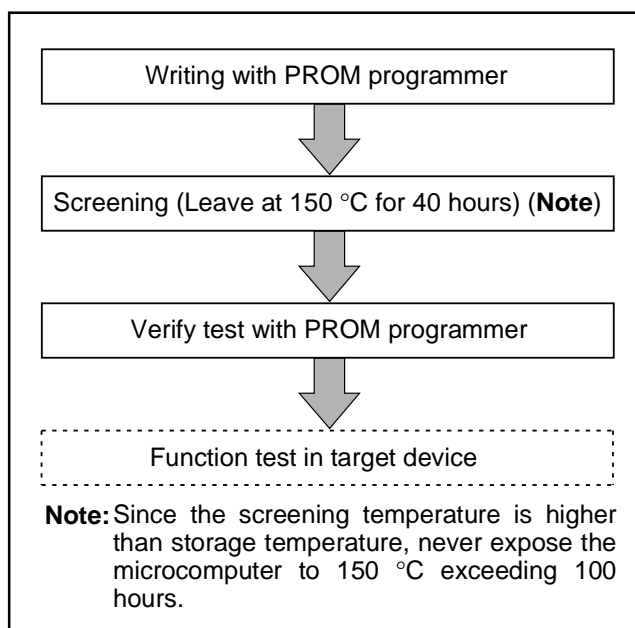 Writing with PROM programmer
Screening (Leave at 150 °C for 40 hours) (Note)
Verify test with PROM programmer
Function test in target device
Note: Since the screening temperature is higher
than storage temperature, never expose the
microcomputer to 150 °C exceeding 100
hours.